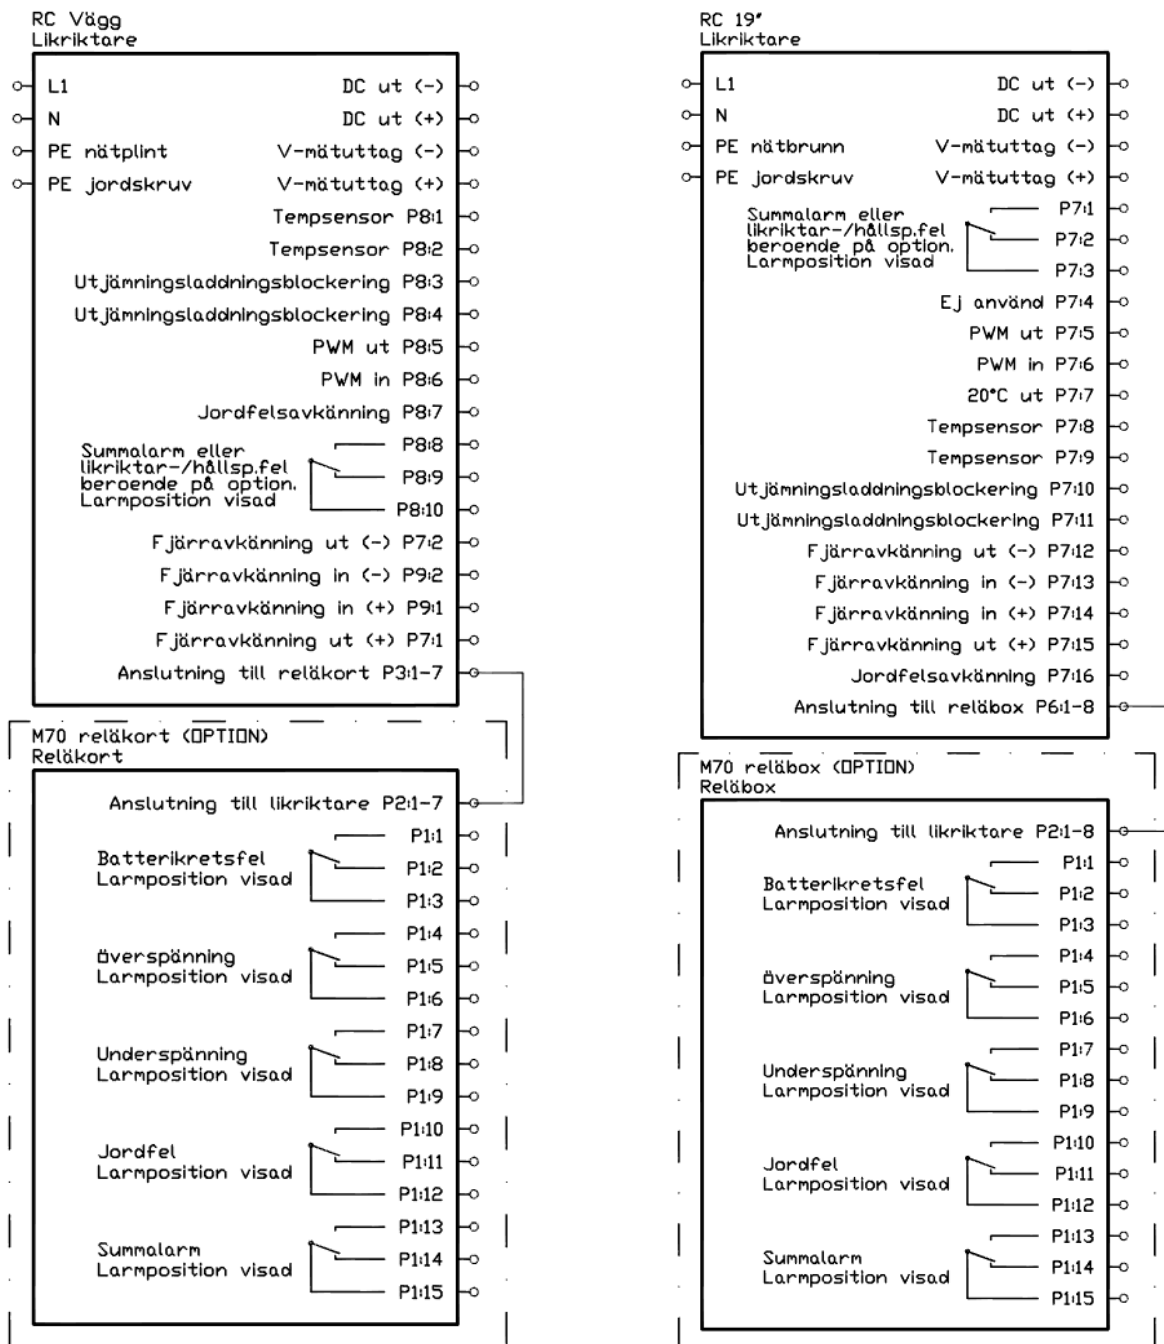 RC Vägg
Likriktare
L1
DC ut (-)
N
DC ut (+)
PE nätplint
V-mätuttag (-)
PE jordskruv
V-mätuttag (+)
Tempsensor P8:1
Tempsensor P8:2
Utjämningsladdningsblockering P8:3
Utjämningsladdningsblockering P8:4
PWM ut P8:5
PWM in P8:6
Jordfelsavkänning P8:7
Summalarm eller
likriktar-/hållsp.fel
beroende på option.
Larmposition visad
P8:8
P8:9
P8:10
Fjärravkänning ut (-) P7:2
Fjärravkänning in (-) P9:2
Fjärravkänning in (+) P9:1
Fjärravkänning ut (+) P7:1
Anslutning till reläkort P3:1-7
M70 reläkort (OPTION)
Reläkort
Anslutning till likriktare P2:1-7
Batterikretsfel
Larmposition visad
P1:1
P1:2
P1:3
överspänning
Larmposition visad
P1:4
P1:5
P1:6
Underspänning
Larmposition visad
P1:7
P1:8
P1:9
Jordfel
Larmposition visad
P1:10
P1:11
P1:12
Summalarm
Larmposition visad
P1:13
P1:14
P1:15
RC 19"
Likriktare
L1
DC ut (-)
N
DC ut (+)
PE nätbrunn
V-mätuttag (-)
PE jordskruv
V-mätuttag (+)
Summalarm eller
likriktar-/hållsp.fel
beroende på option.
Larmposition visad
P7:1
P7:2
P7:3
Ej använd P7:4
PWM ut P7:5
PWM in P7:6
20°C ut P7:7
Tempsensor P7:8
Tempsensor P7:9
Utjämningsladdningsblockering P7:10
Utjämningsladdningsblockering P7:11
Fjärravkänning ut (-) P7:12
Fjärravkänning in (-) P7:13
Fjärravkänning in (+) P7:14
Fjärravkänning ut (+) P7:15
Jordfelsavkänning P7:16
Anslutning till reläbox P6:1-8
M70 reläbox (OPTION)
Reläbox
Anslutning till likriktare P2:1-8
Batterikretsfel
Larmposition visad
P1:1
P1:2
P1:3
överspänning
Larmposition visad
P1:4
P1:5
P1:6
Underspänning
Larmposition visad
P1:7
P1:8
P1:9
Jordfel
Larmposition visad
P1:10
P1:11
P1:12
Summalarm
Larmposition visad
P1:13
P1:14
P1:15